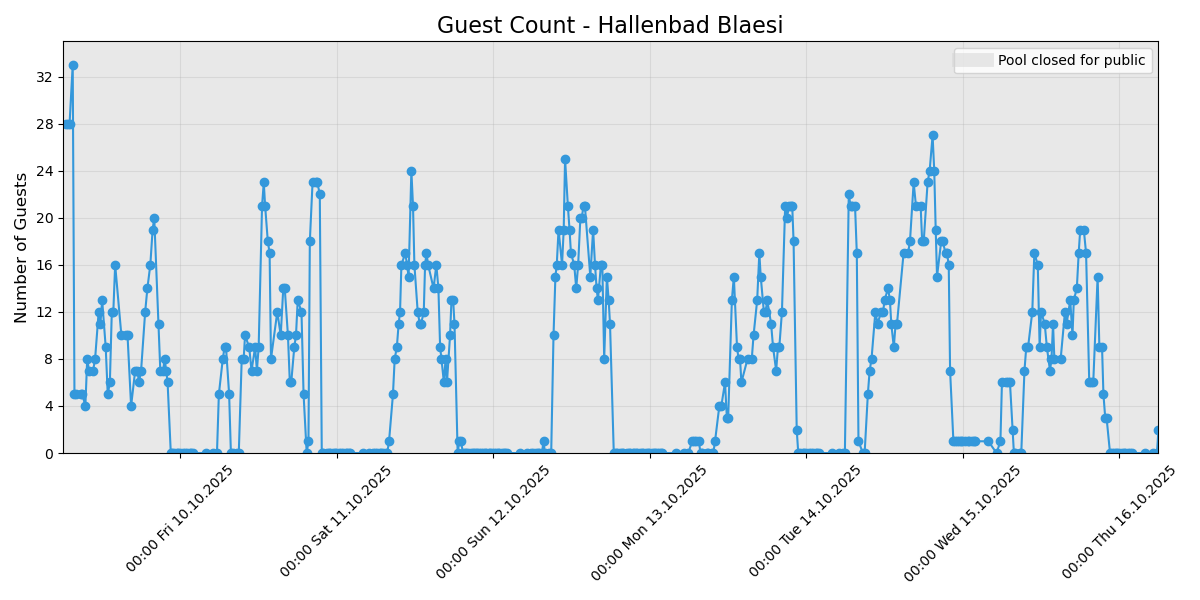 Guest Count - Hallenbad Blaesi
Pool closed for public
Number of Guests
32
28
24
20
16
12
8
4
0
00:00 Fri 10.10.2025
00:00 Sat 11.10.2025
00:00 Sun 12.10.2025
00:00 Mon 13.10.2025
00:00 Tue 14.10.2025
00:00 Wed 15.10.2025
00:00 Thu 16.10.2025